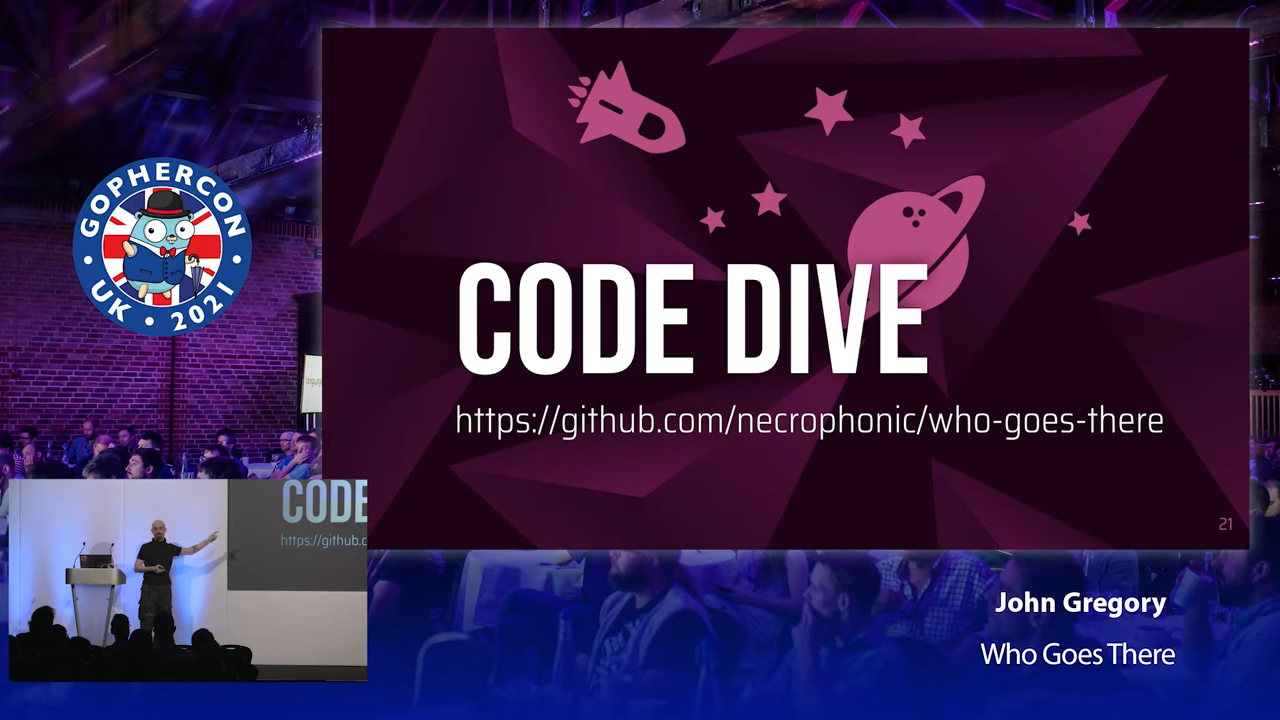 GOPHERCON
UK • 2021
CODE DIVE
https://github.com/necrophonic/who-goes-there
21
CODE
https://github.c
John Gregory
Who Goes There